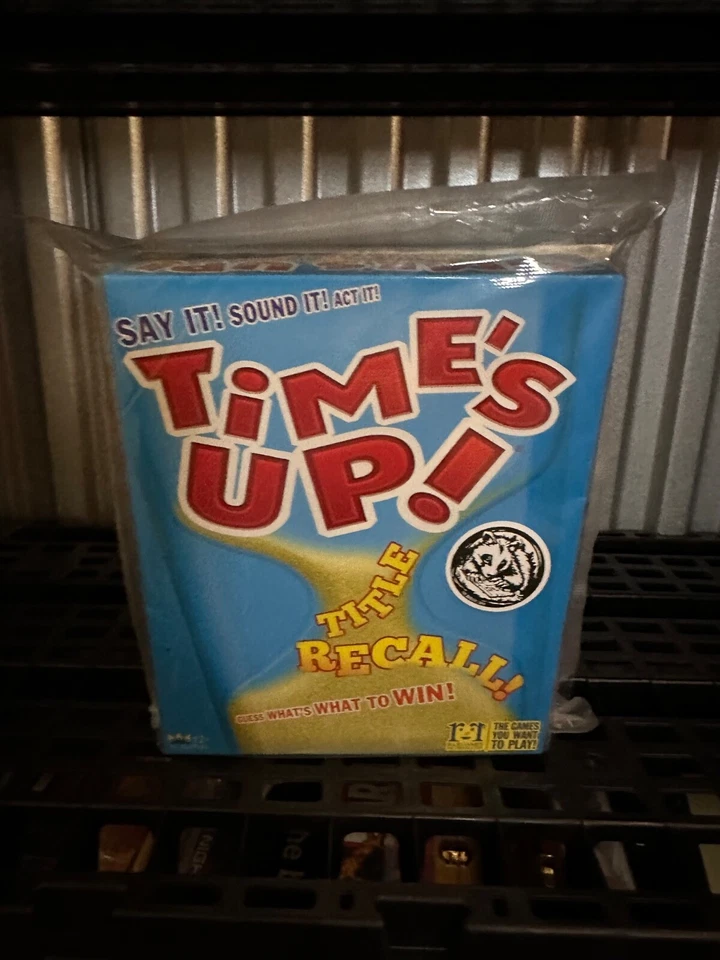 SAY IT! SOUND IT! ACT IT!
TiME'S
UP!
TITLE
RECALL!
GUESS WHAT'S WHAT TO WIN!
THE GAMES
YOU WANT
TO PLAY!